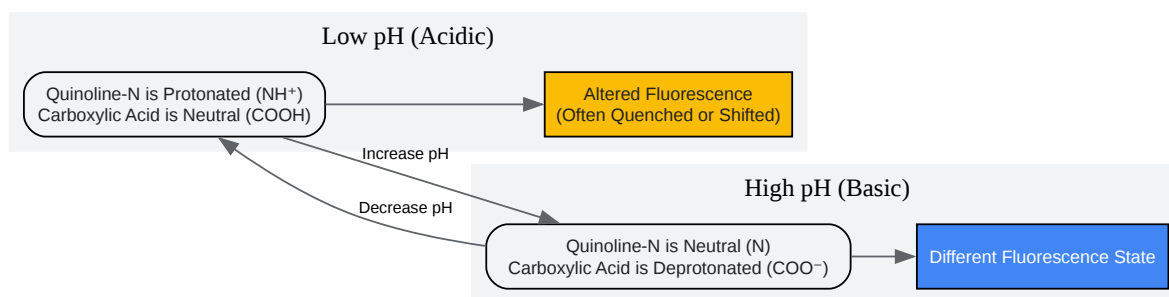 Low pH (Acidic)
Quinoline-N is Protonated (NH⁺)
Carboxylic Acid is Neutral (COOH)
Altered Fluorescence
(Often Quenched or Shifted)
Increase pH
Decrease pH
High pH (Basic)
Quinoline-N is Neutral (N)
Carboxylic Acid is Deprotonated (COO⁻)
Different Fluorescence State